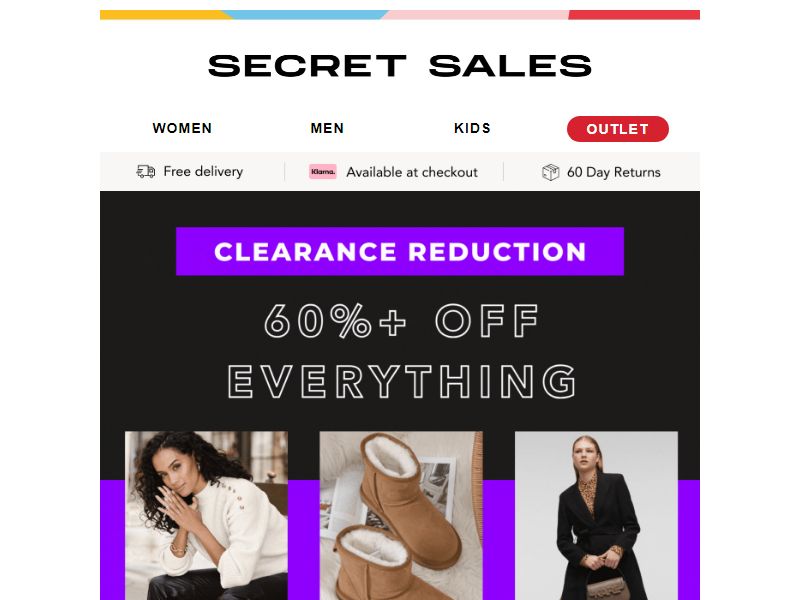 SECRET SALES
WOMEN MEN KIDS OUTLET
Free delivery Klarna. Available at checkout 60 Day Returns
CLEARANCE REDUCTION
60%+ OFF
EVERYTHING